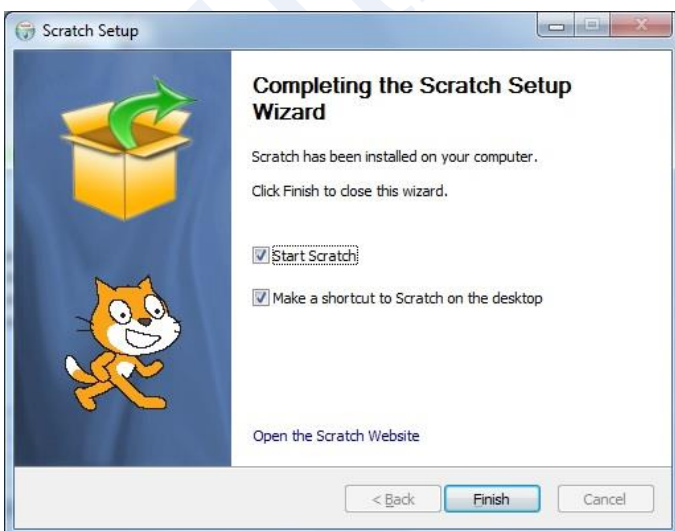 Scratch Setup
Completing the Scratch Setup
Wizard
Scratch has been installed on your computer.
Click Finish to close this wizard.
Start Scratch
Make a shortcut to Scratch on the desktop
Open the Scratch Website
< Back Finish Cancel